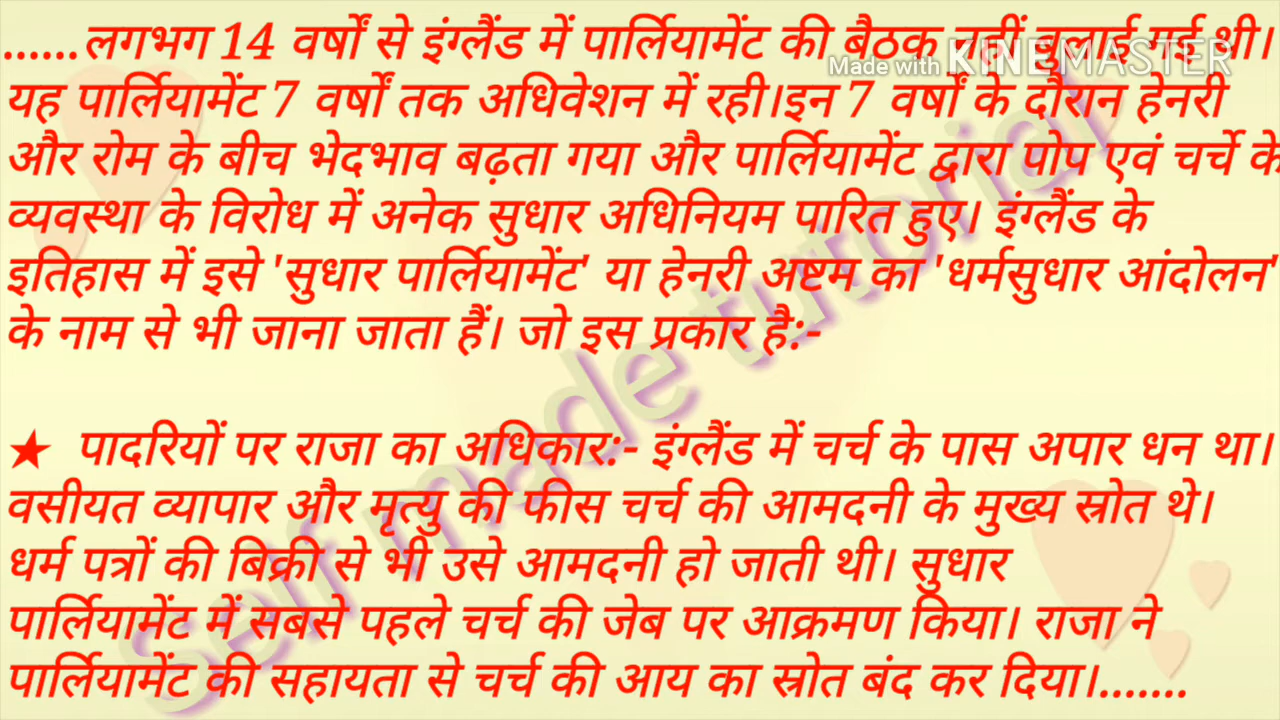 ......लगभग 14 वर्षों से इंग्लैंड में पार्लियामेंट की बैठक नहीं बुलाई गई थी।
Made with KINEMASTER
यह पार्लियामेंट 7 वर्षों तक अधिवेशन में रही।इन 7 वर्षों के दौरान हेनरी
और रोम के बीच भेदभाव बढ़ता गया और पार्लियामेंट द्वारा पोप एवं चर्चे के
व्यवस्था के विरोध में अनेक सुधार अधिनियम पारित हुए। इंग्लैंड के
इतिहास में इसे 'सुधार पार्लियामेंट' या हेनरी अष्टम का 'धर्मसुधार आंदोलन'
के नाम से भी जाना जाता हैं। जो इस प्रकार है:-
★ पादरियों पर राजा का अधिकार:- इंग्लैंड में चर्च के पास अपार धन था।
वसीयत व्यापार और मृत्यु की फीस चर्च की आमदनी के मुख्य स्रोत थे।
धर्म पत्रों की बिक्री से भी उसे आमदनी हो जाती थी। सुधार
पार्लियामेंट में सबसे पहले चर्च की जेब पर आक्रमण किया। राजा ने
पार्लियामेंट की सहायता से चर्च की आय का स्रोत बंद कर दिया।.......
Self made tutorial